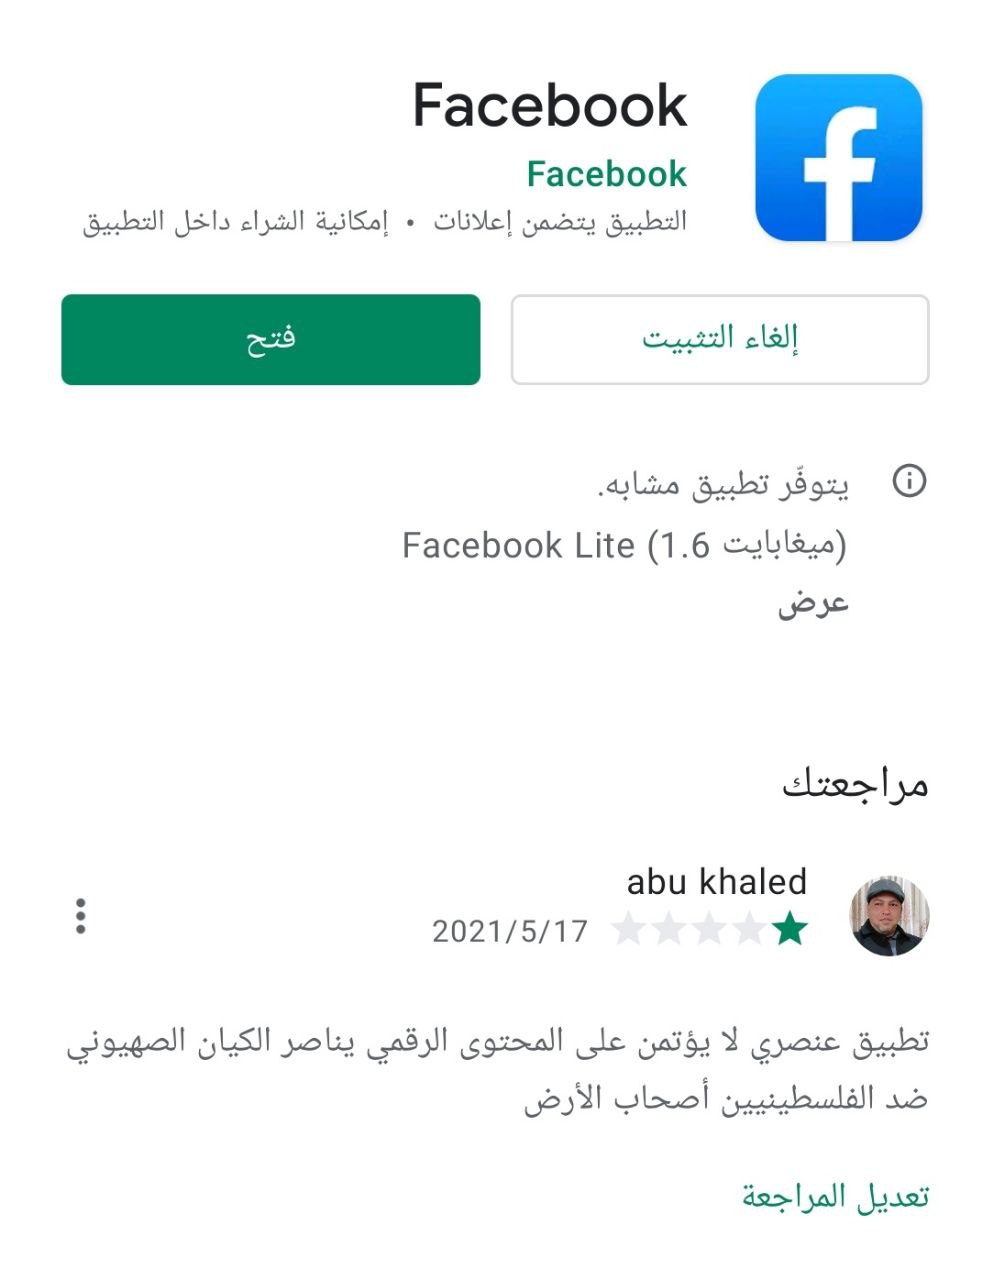 Facebook
Facebook
التطبيق يتضمن إعلانات • إمكانية الشراء داخل التطبيق
إلغاء التثبيت
فتح
يتوفّر تطبيق مشابه.
Facebook Lite (1.6 ميغابايت)
عرض
مراجعتك
abu khaled
2021/5/17
تطبيق عنصري لا يؤتمن على المحتوى الرقمي يناصر الكيان الصهيوني
ضد الفلسطينيين أصحاب الأرض
تعديل المراجعة